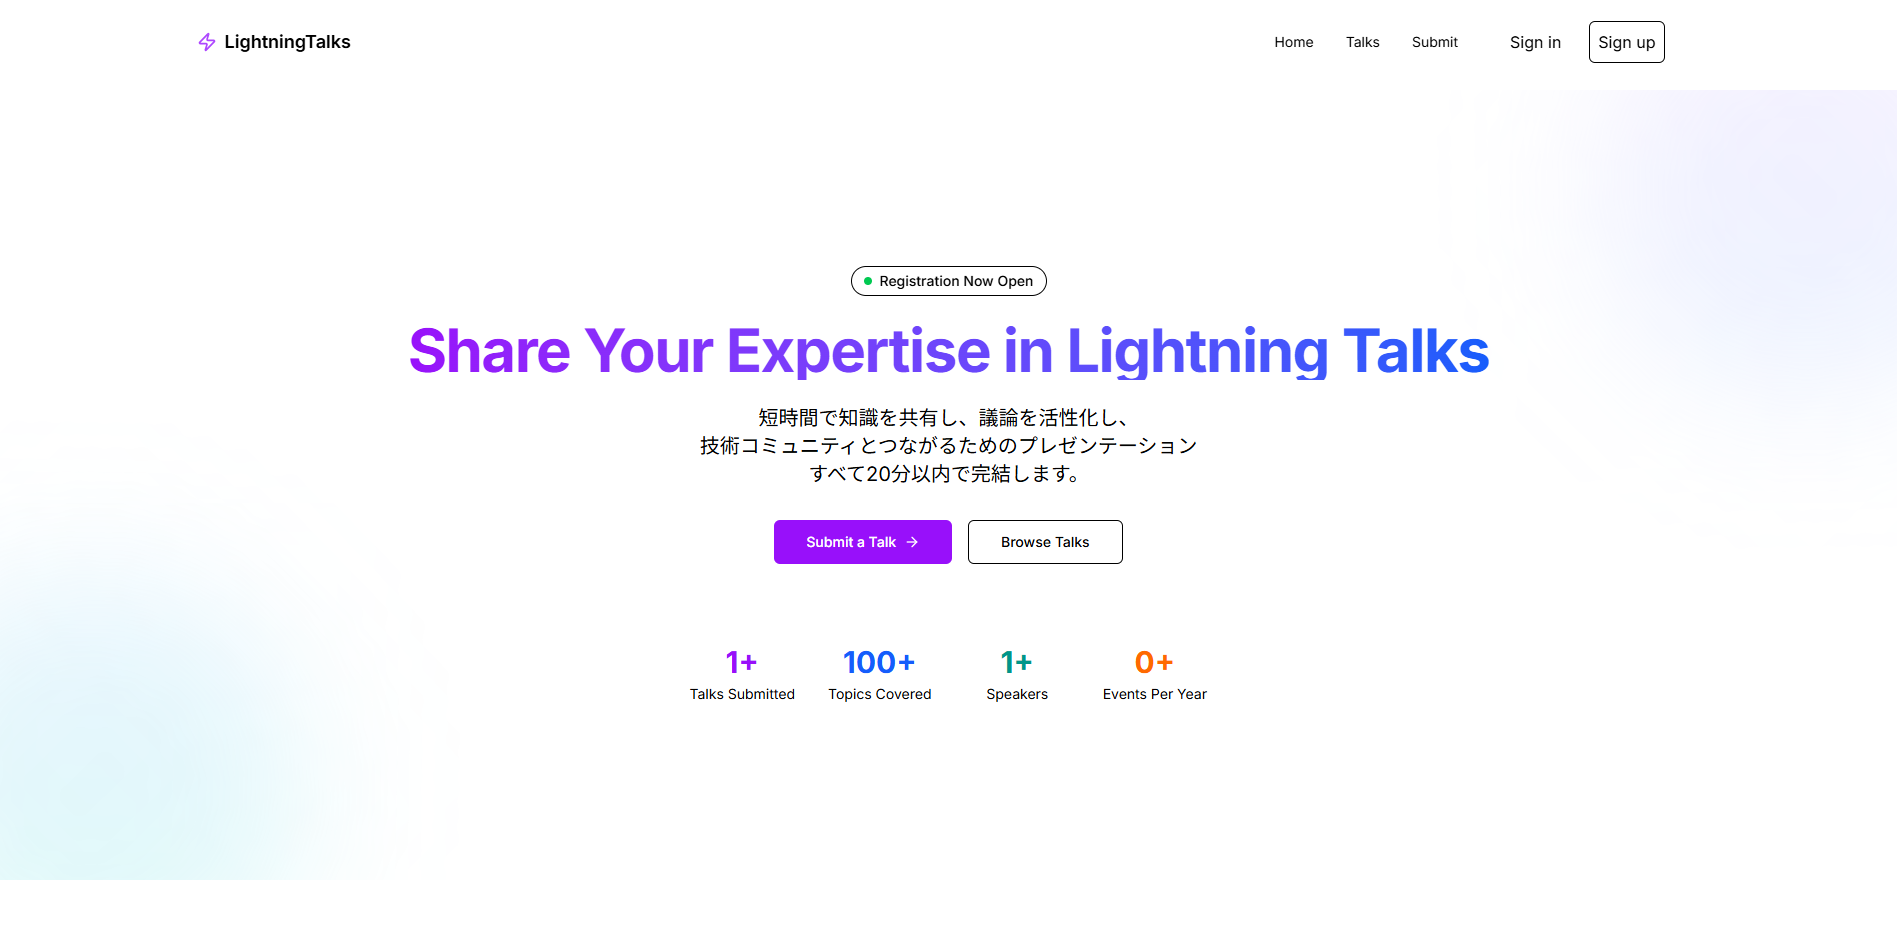 LightningTalks
Home
Talks
Submit
Sign in
Sign up
Registration Now Open
Share Your Expertise in Lightning Talks
短時間で知識を共有し、議論を活性化し、
技術コミュニティとつながるためのプレゼンテーション
すべて20分以内で完結します。
Submit a Talk →
Browse Talks
1+
Talks Submitted
100+
Topics Covered
1+
Speakers
0+
Events Per Year